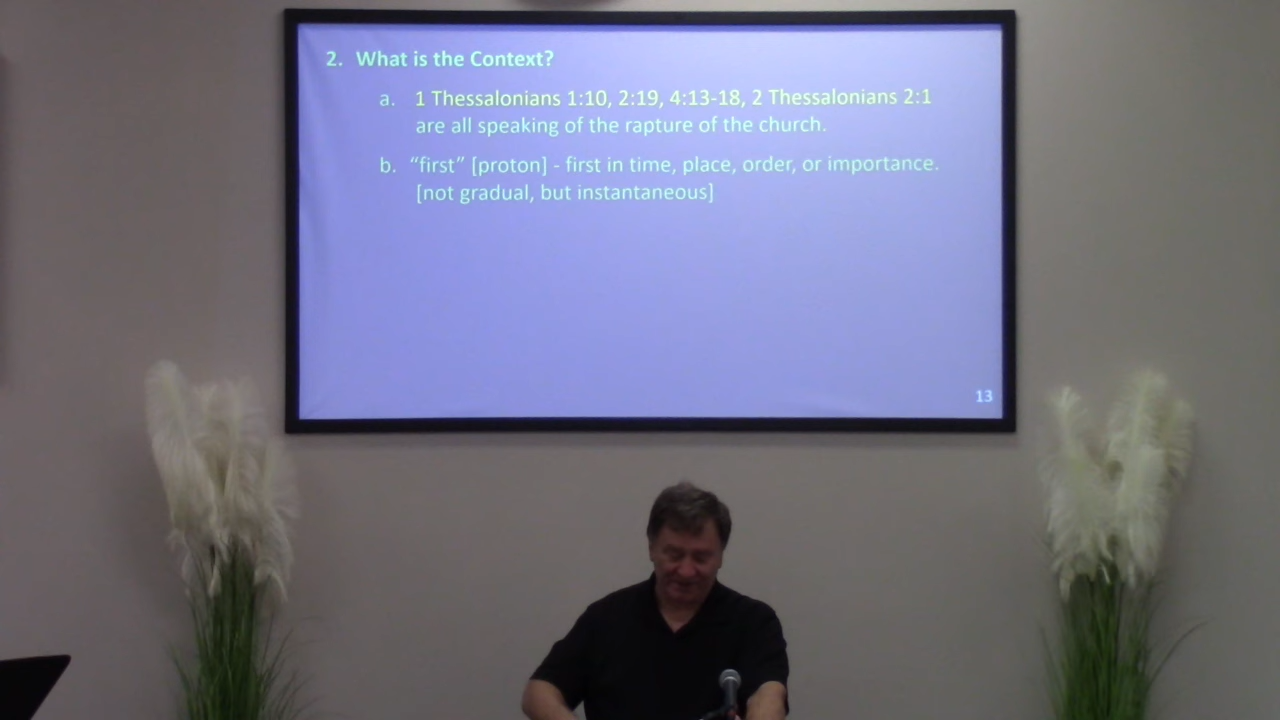 2. What is the Context?
a. 1 Thessalonians 1:10, 2:19, 4:13-18, 2 Thessalonians 2:1
are all speaking of the rapture of the church.
b. “first” [proton] - first in time, place, order, or importance.
[not gradual, but instantaneous]
13